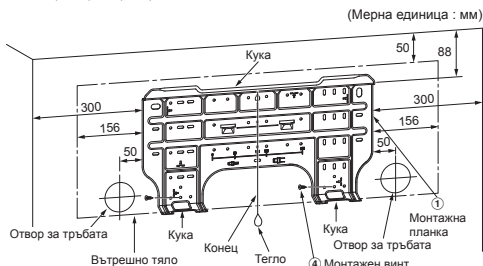 (Мерна единица : мм)
50
88
Кука
300
300
156
156
50
50
①
Монтажна
планка
Отвор за тръбата
Кука
Кука
Отвор за тръбата
Вътрешно тяло
Конец
Тегло
④ Монтажен винт